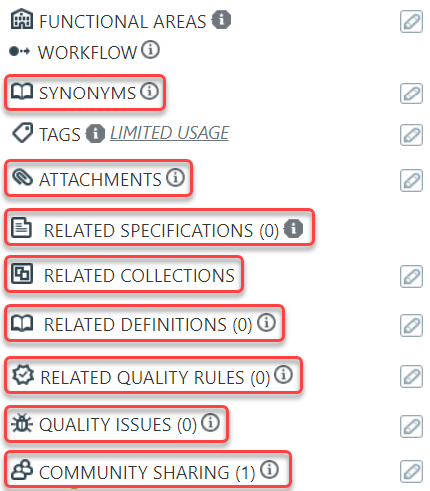 FUNCTIONAL AREAS
WORKFLOW
SYNONYMS
TAGS LIMITED USAGE
ATTACHMENTS
RELATED SPECIFICATIONS (0)
RELATED COLLECTIONS
RELATED DEFINITIONS (0)
RELATED QUALITY RULES (0)
QUALITY ISSUES (0)
COMMUNITY SHARING (1)